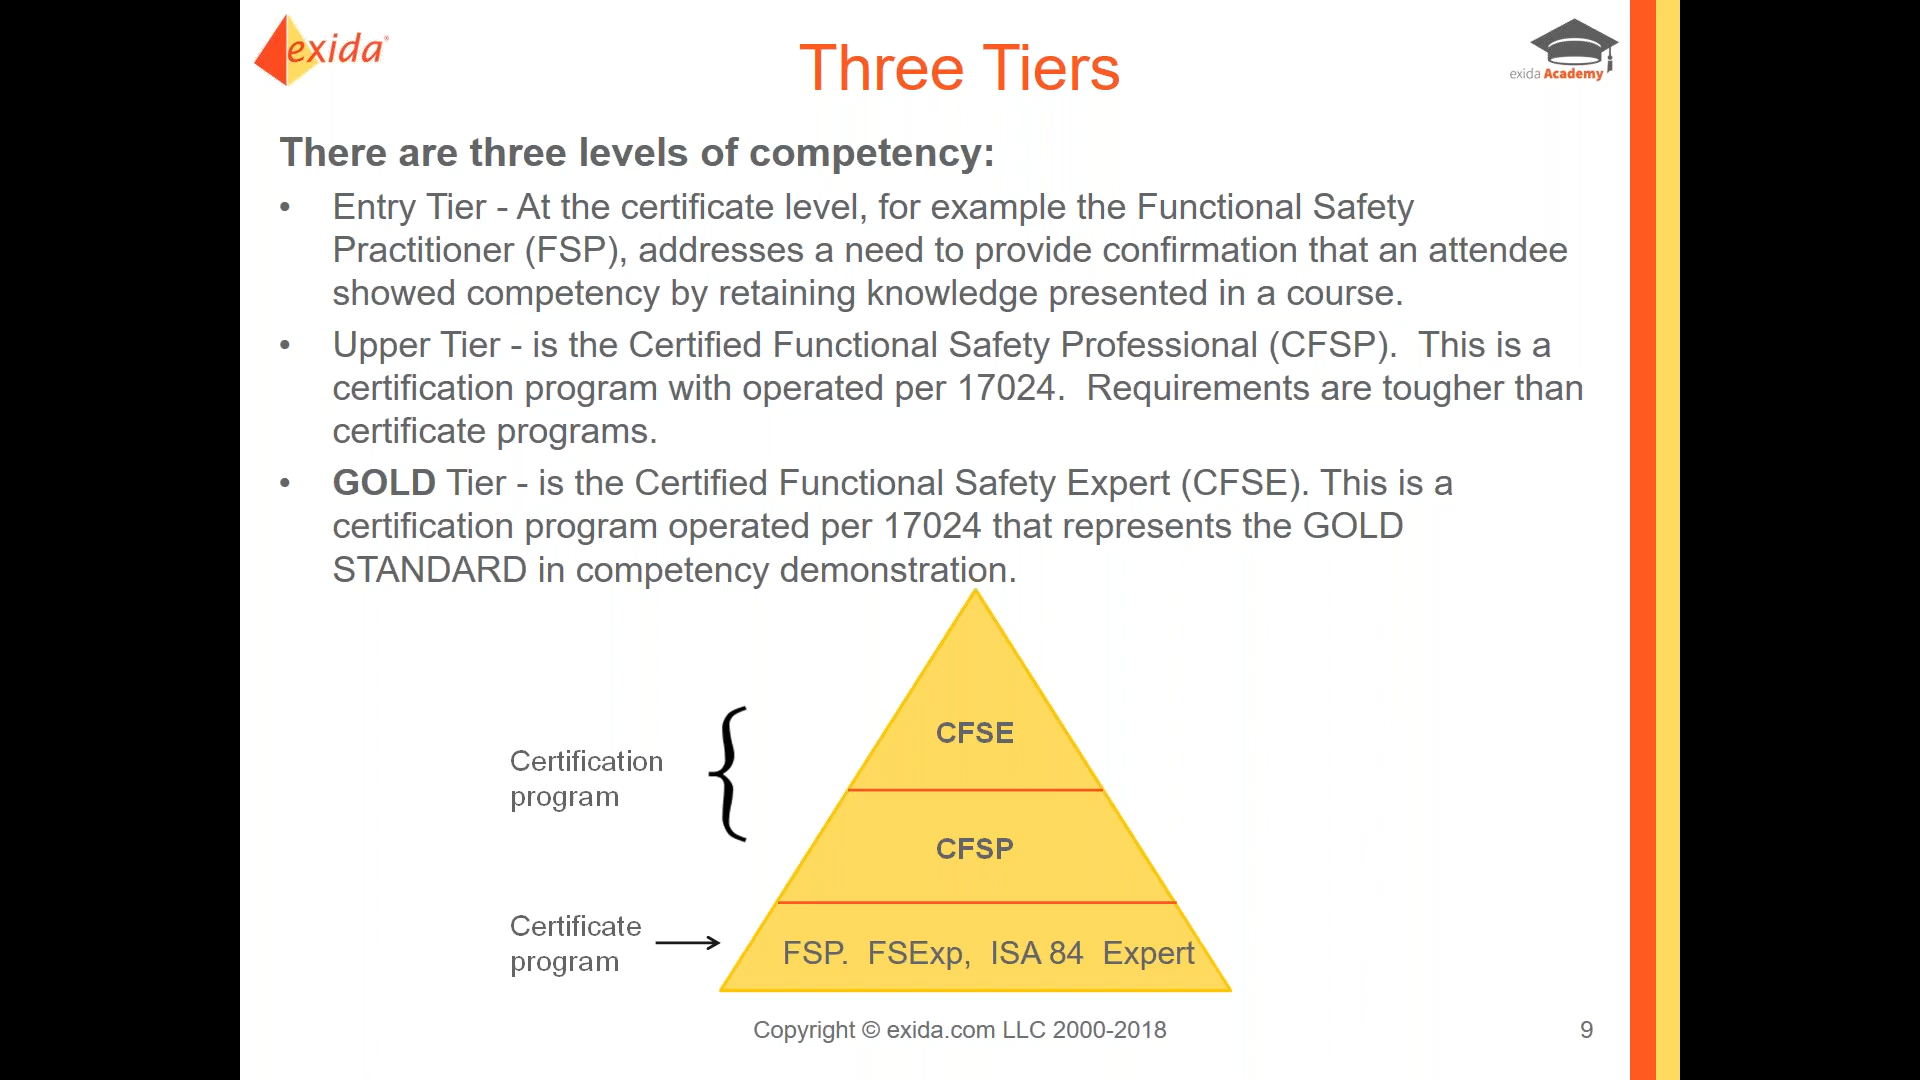 exida
Three Tiers
exida Academy
There are three levels of competency:
• Entry Tier - At the certificate level, for example the Functional Safety
Practitioner (FSP), addresses a need to provide confirmation that an attendee
showed competency by retaining knowledge presented in a course.
• Upper Tier - is the Certified Functional Safety Professional (CFSP).  This is a
certification program with operated per 17024.  Requirements are tougher than
certificate programs.
• GOLD Tier - is the Certified Functional Safety Expert (CFSE). This is a
certification program operated per 17024 that represents the GOLD
STANDARD in competency demonstration.
CFSE
Certification
program
CFSP
Certificate
program
FSP.  FSExp,  ISA 84  Expert
Copyright © exida.com LLC 2000-2018
9